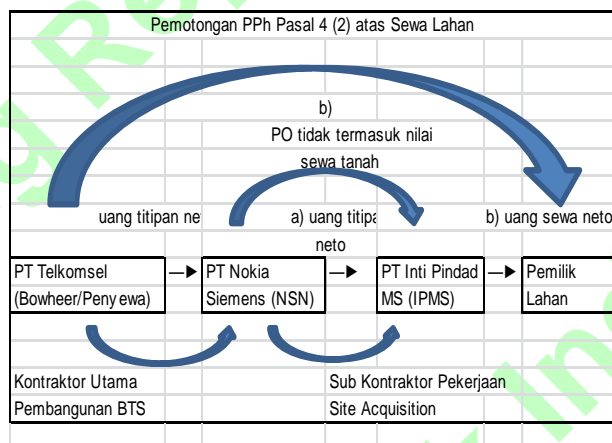 Pemotongan PPh Pasal 4 (2) atas Sewa Lahan
b)
PO tidak termasuk nilai
sewa tanah
uang titipan ne
a) uang titipa
b) uang sewa neto
neto
PT Telkomsel
(Bowheer/Penyewa)
PT Nokia
Siemens (NSN)
PT Inti Pindad
MS (IPMS)
Pemilik
Lahan
Kontraktor Utama
Pembangunan BTS
Sub Kontraktor Pekerjaan
Site Acquisition